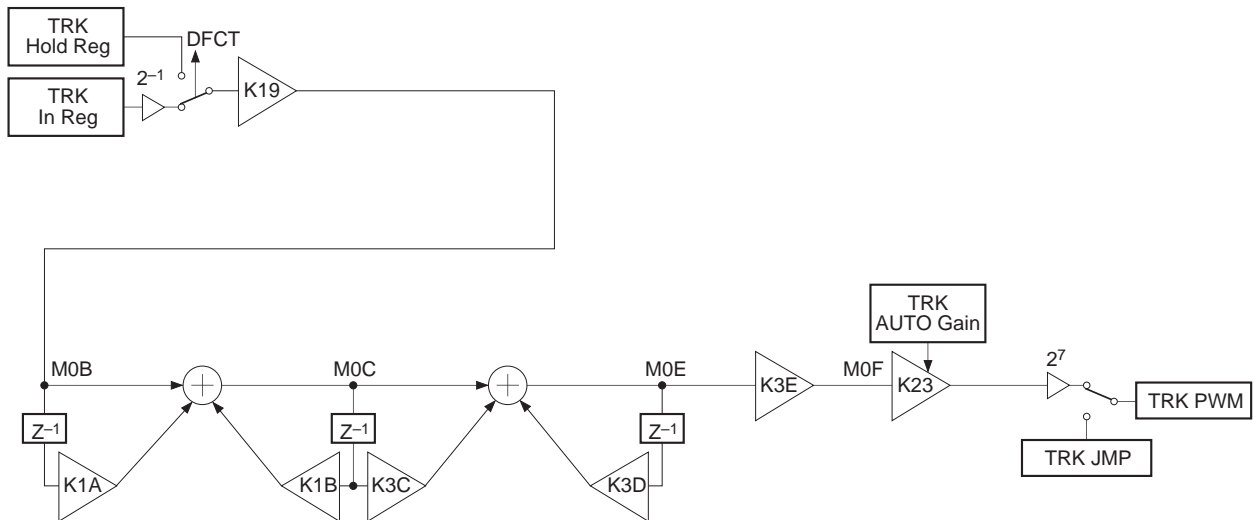 TRK
Hold Reg
DFCT
2⁻¹
K19
TRK
In Reg
TRK
AUTO Gain
M0B
M0C
M0E
K3E
M0F
K23
2⁷
TRK PWM
Z⁻¹
Z⁻¹
Z⁻¹
TRK JMP
K1A
K1B
K3C
K3D